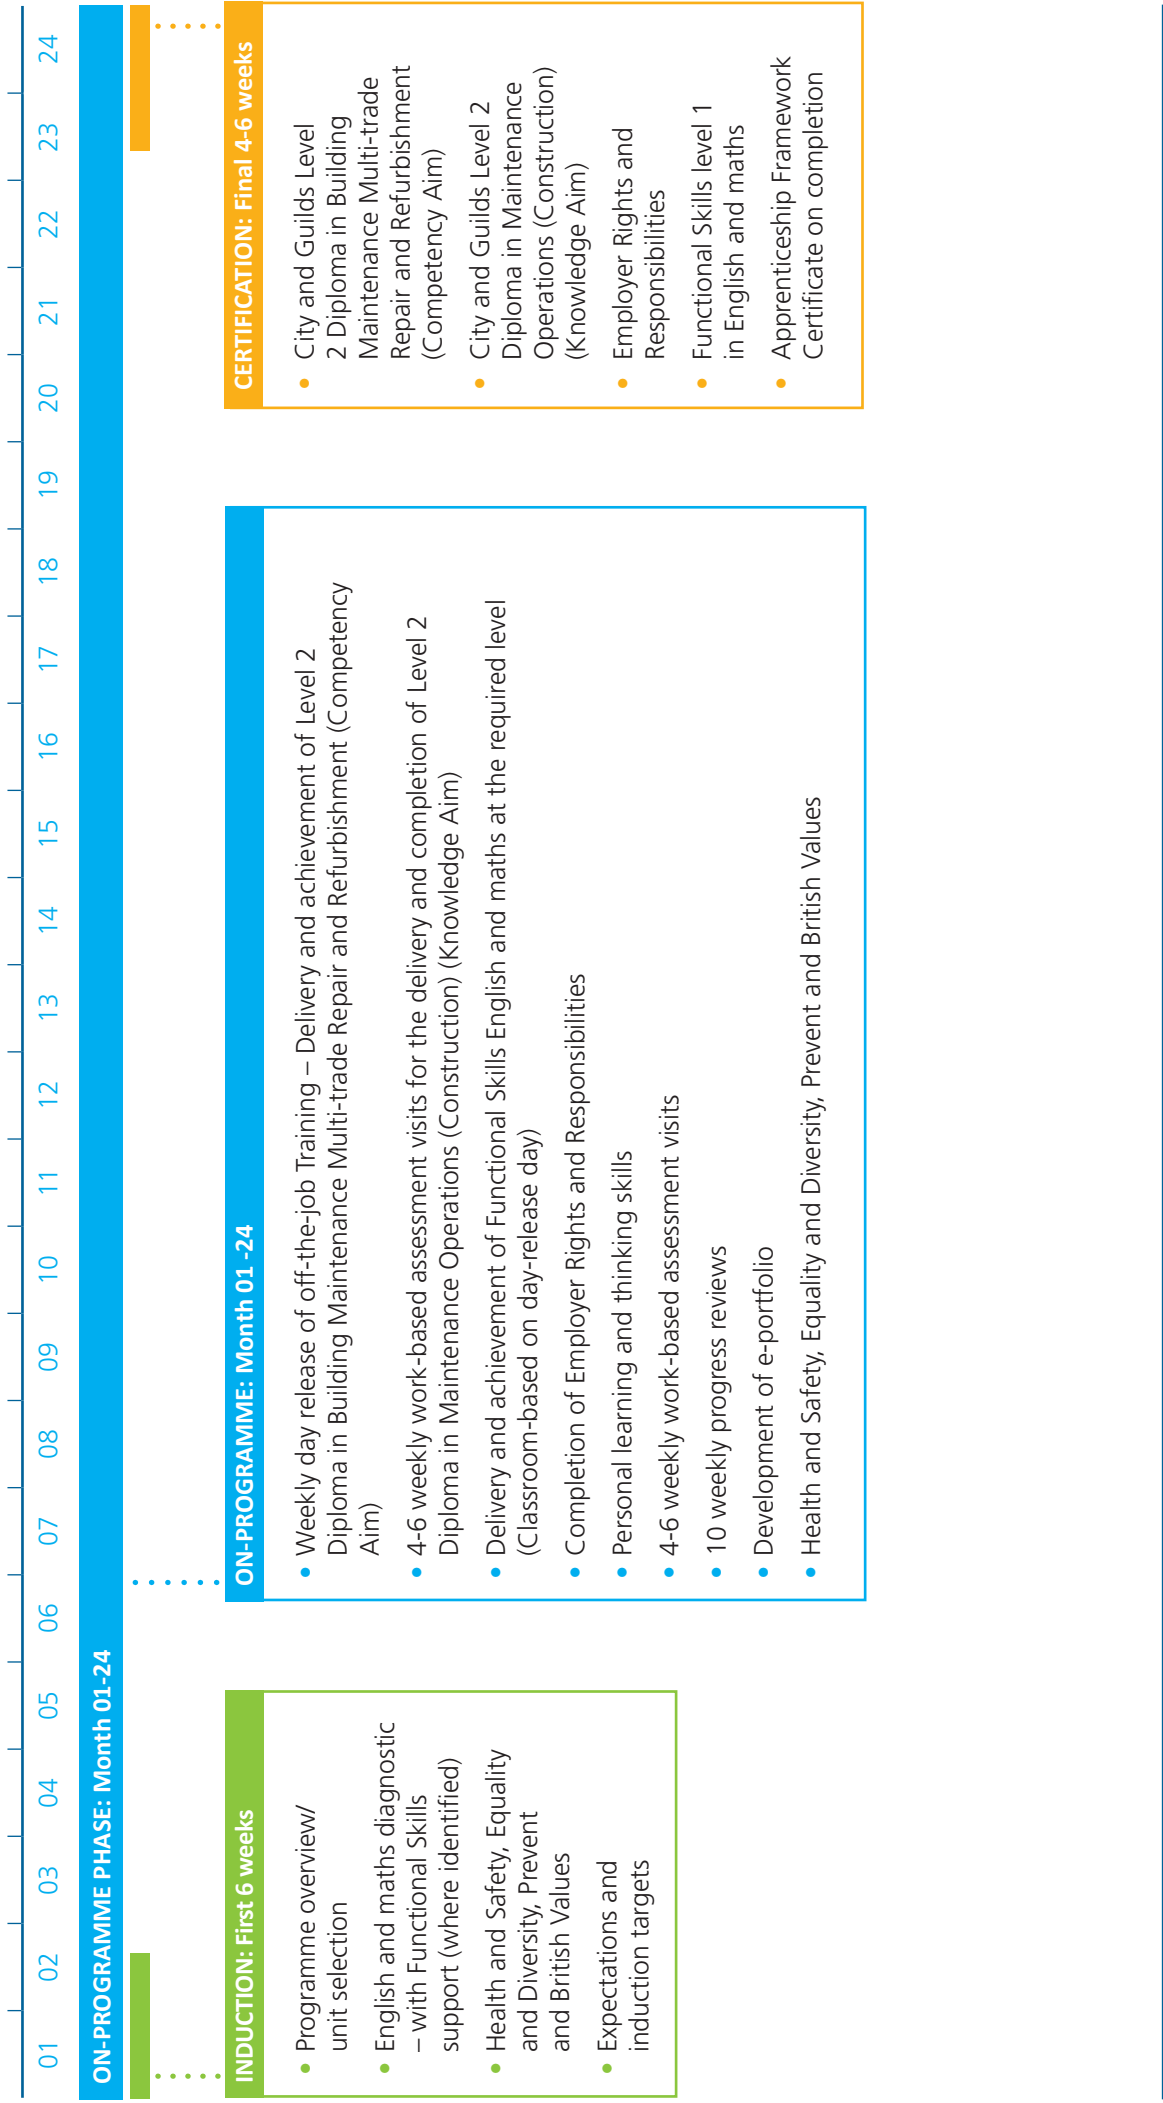 01 02 03 04 05 06 07 08 09 10 11 12 13 14 15 16 17 18 19 20 21 22 23 24
ON-PROGRAMME PHASE: Month 01-24
INDUCTION: First 6 weeks
• Programme overview/
unit selection
• English and maths diagnostic
– with Functional Skills
support (where identified)
• Health and Safety, Equality
and Diversity, Prevent
and British Values
• Expectations and
induction targets
ON-PROGRAMME: Month 01 -24
• Weekly day release of off-the-job Training – Delivery and achievement of Level 2
Diploma in Building Maintenance Multi-trade Repair and Refurbishment (Competency
Aim)
• 4-6 weekly work-based assessment visits for the delivery and completion of Level 2
Diploma in Maintenance Operations (Construction) (Knowledge Aim)
• Delivery and achievement of Functional Skills English and maths at the required level
(Classroom-based on day-release day)
• Completion of Employer Rights and Responsibilities
• Personal learning and thinking skills
• 4-6 weekly work-based assessment visits
• 10 weekly progress reviews
• Development of e-portfolio
• Health and Safety, Equality and Diversity, Prevent and British Values
CERTIFICATION: Final 4-6 weeks
• City and Guilds Level
2 Diploma in Building
Maintenance Multi-trade
Repair and Refurbishment
(Competency Aim)
• City and Guilds Level 2
Diploma in Maintenance
Operations (Construction)
(Knowledge Aim)
• Employer Rights and
Responsibilities
• Functional Skills level 1
in English and maths
• Apprenticeship Framework
Certificate on completion